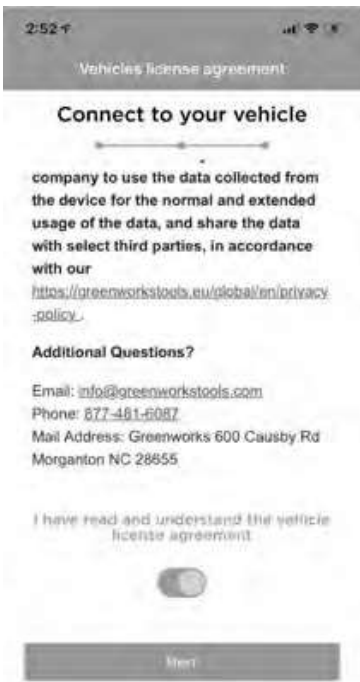 2:52
Vehicles license agreement
Connect to your vehicle
company to use the data collected from
the device for the normal and extended
usage of the data, and share the data
with select third parties, in accordance
with our
https://greenworkstools.eu/global/en/privacy
-policy .
Additional Questions?
Email: info@greenworkstools.com
Phone: 877-481-6087
Mail Address: Greenworks 600 Causby Rd
Morganton NC 28655
I have read and understand the vehicle
license agreement
Next